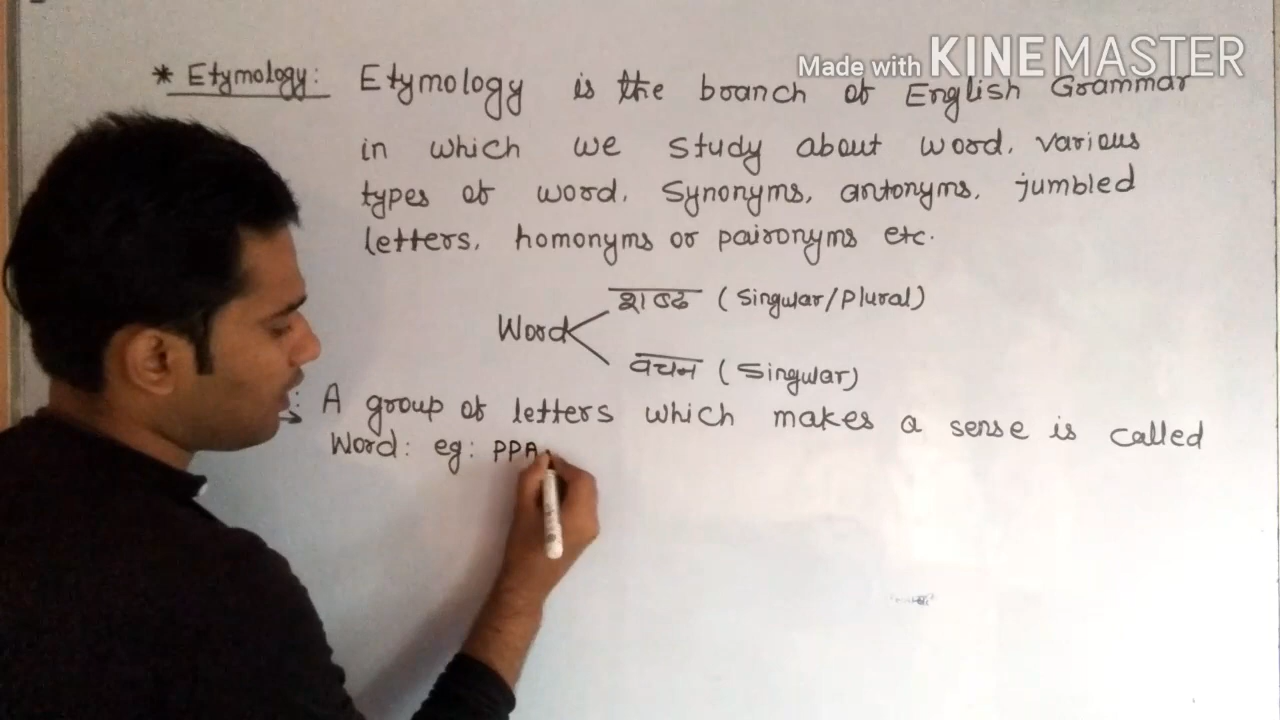 Made with KINEMASTER
* Etymology: Etymology is the branch of English Grammar
in which we study about word, various
types of word, synonyms, antonyms, jumbled
letters, homonyms or paironyms etc.
शब्द (Singular/Plural)
Word
वचन (Singular)
: → A group of letters which makes a sense is called
Word: eg: PPA